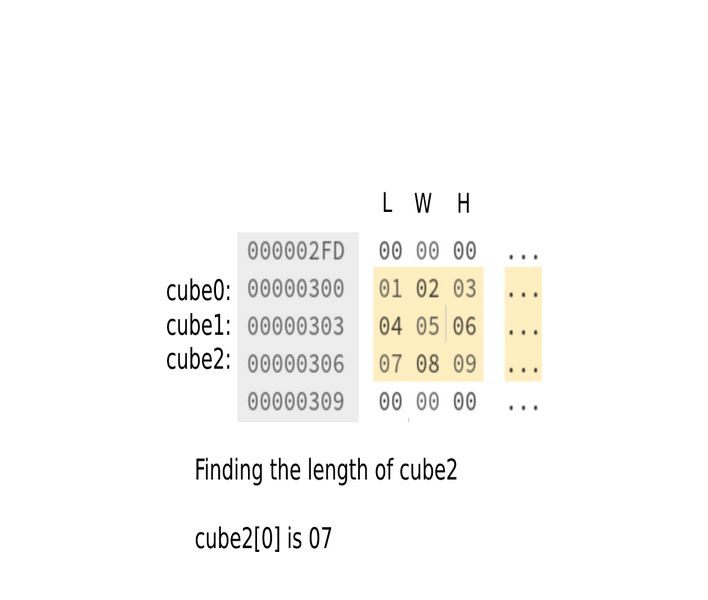 L W H
000002FD 00 00 00 ...
cube0: 00000300 01 02 03 ...
cube1: 00000303 04 05 06 ...
cube2: 00000306 07 08 09 ...
00000309 00 00 00 ...
Finding the length of cube2
cube2[0] is 07